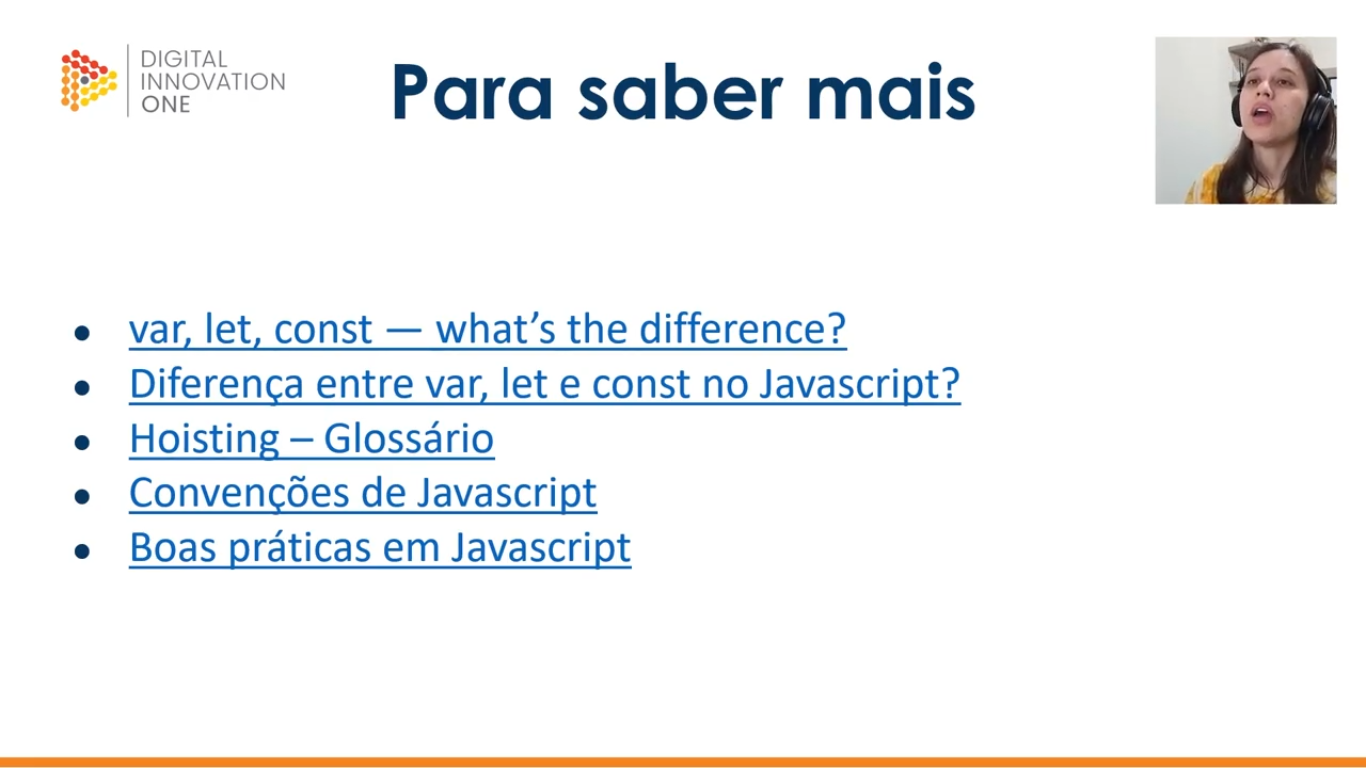 DIGITAL
INNOVATION
ONE
Para saber mais
var, let, const — what’s the difference?
Diferença entre var, let e const no Javascript?
Hoisting – Glossário
Convenções de Javascript
Boas práticas em Javascript